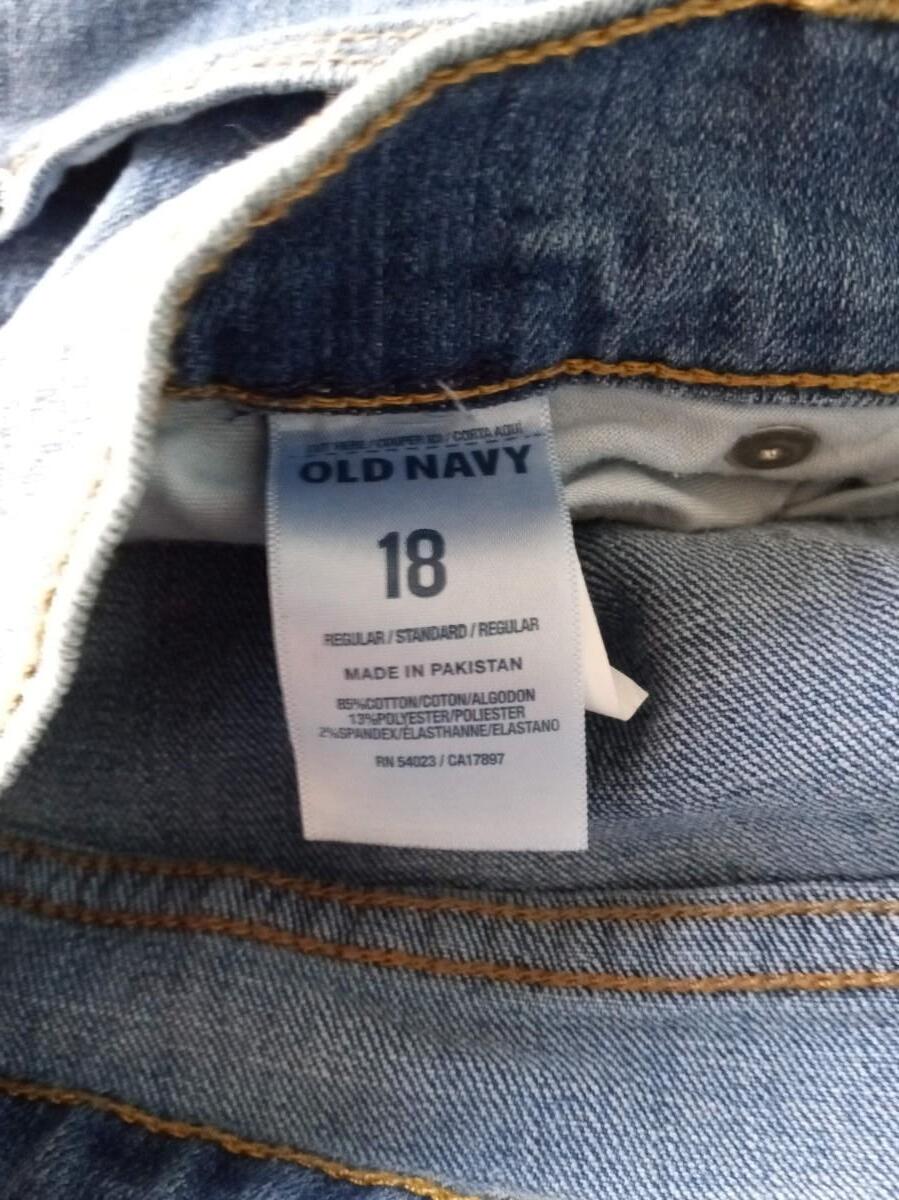 CUT HERE / COUPER ICI / CORTA AQUÍ
OLD NAVY
18
REGULAR / STANDARD / REGULAR
MADE IN PAKISTAN
85%COTTON/COTON/ALGODON
13%POLYESTER/POLIESTER
2%SPANDEX/ÉLASTHANNE/ELASTANO
RN 54023 / CA17897